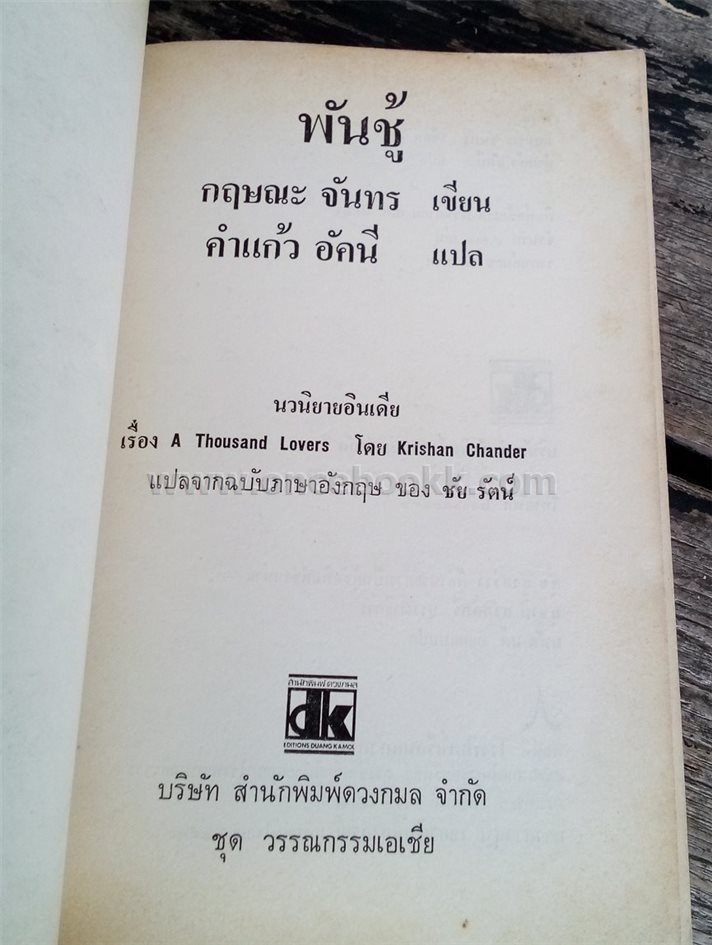 พันชู้
กฤษณะ จันทร เขียน
คำแก้ว อัคนี แปล
นวนิยายอินเดีย
เรื่อง A Thousand Lovers โดย Krishan Chander
แปลจากฉบับภาษาอังกฤษ ของ ชัย รัตน์
สำนักพิมพ์ดวงกมล
dk
EDITIONS DUANG KAMOL
บริษัท สำนักพิมพ์ดวงกมล จำกัด
ชุด วรรณกรรมเอเชีย